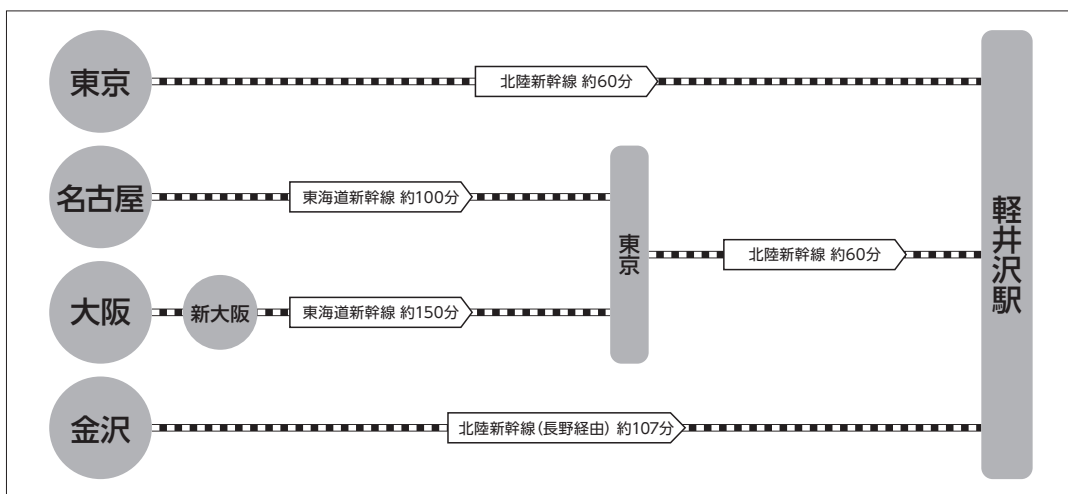 東京
北陸新幹線 約60分
名古屋
東海道新幹線 約100分
大阪
新大阪
東海道新幹線 約150分
東京
北陸新幹線 約60分
金沢
北陸新幹線(長野経由) 約107分
軽井沢駅